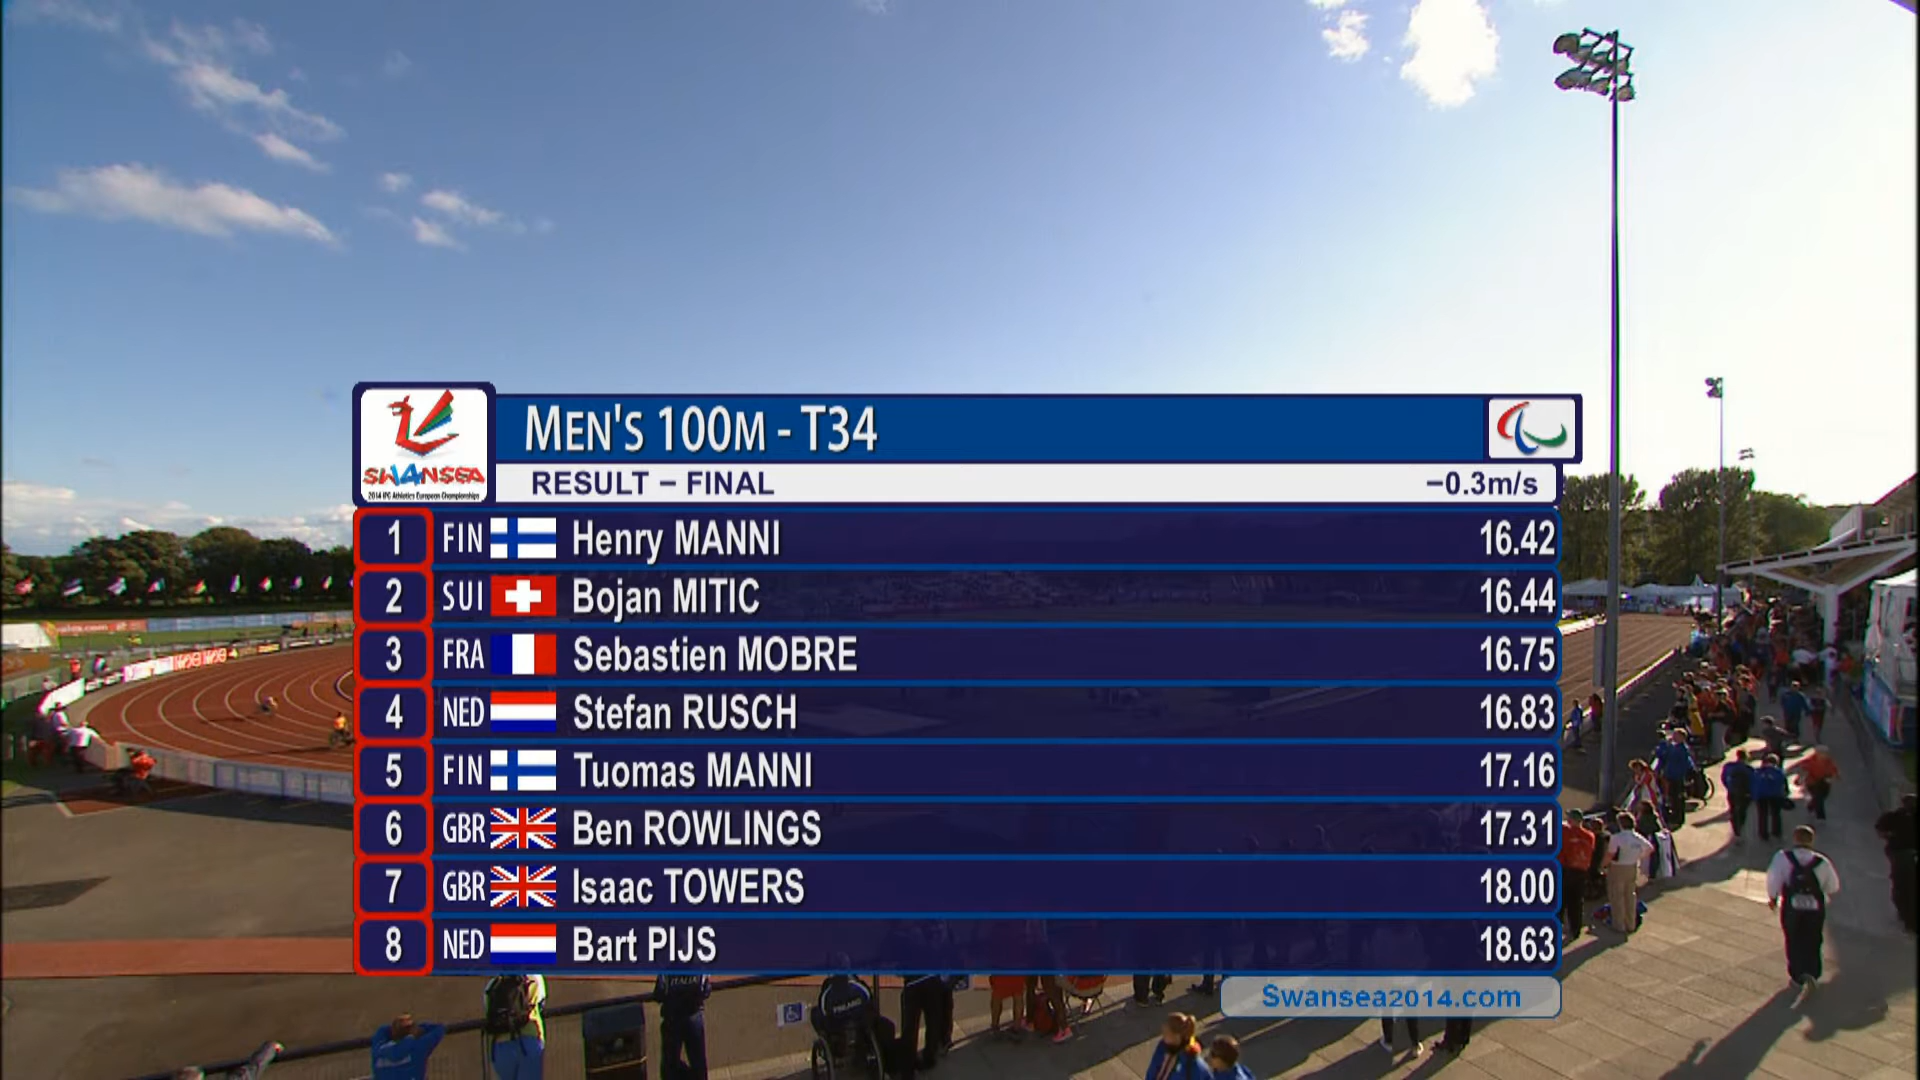 MEN'S 100M - T34
SWANSEA
2014 IPC Athletics European Championships
RESULT – FINAL −0.3m/s
1 FIN Henry MANNI 16.42
2 SUI Bojan MITIC 16.44
3 FRA Sebastien MOBRE 16.75
4 NED Stefan RUSCH 16.83
5 FIN Tuomas MANNI 17.16
6 GBR Ben ROWLINGS 17.31
7 GBR Isaac TOWERS 18.00
8 NED Bart PIJS 18.63
ITALIA
FINLAND
Swansea2014.com